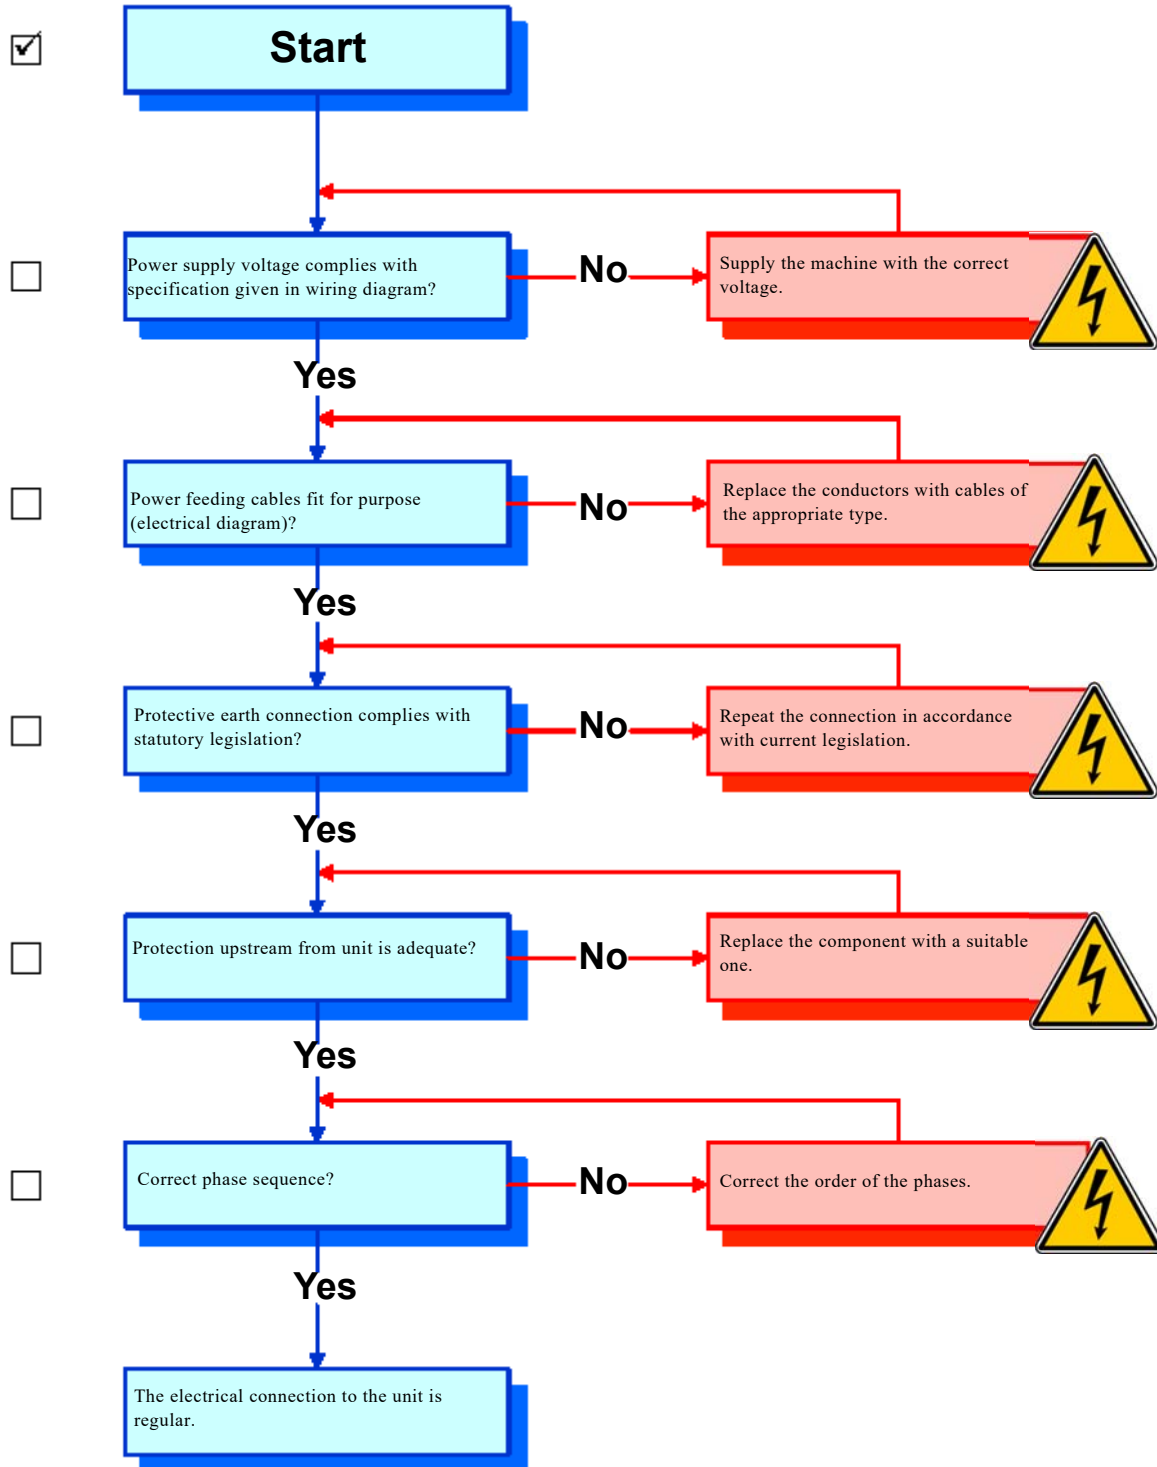 Start
Power supply voltage complies with
specification given in wiring diagram?
No
Supply the machine with the correct
voltage.
Yes
Power feeding cables fit for purpose
(electrical diagram)?
No
Replace the conductors with cables of
the appropriate type.
Yes
Protective earth connection complies with
statutory legislation?
No
Repeat the connection in accordance
with current legislation.
Yes
Protection upstream from unit is adequate?
No
Replace the component with a suitable
one.
Yes
Correct phase sequence?
No
Correct the order of the phases.
Yes
The electrical connection to the unit is
regular.